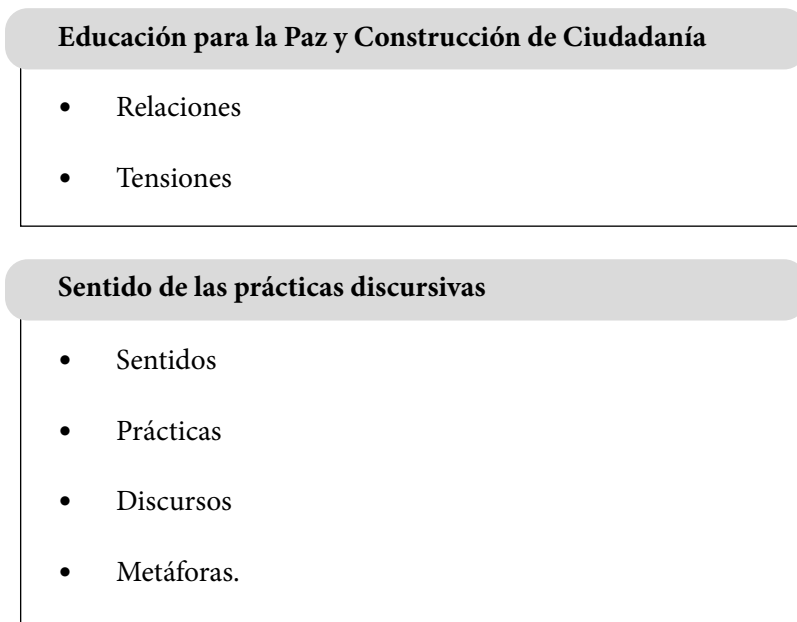 Educación para la Paz y Construcción de Ciudadanía
• Relaciones
• Tensiones
Sentido de las prácticas discursivas
• Sentidos
• Prácticas
• Discursos
• Metáforas.